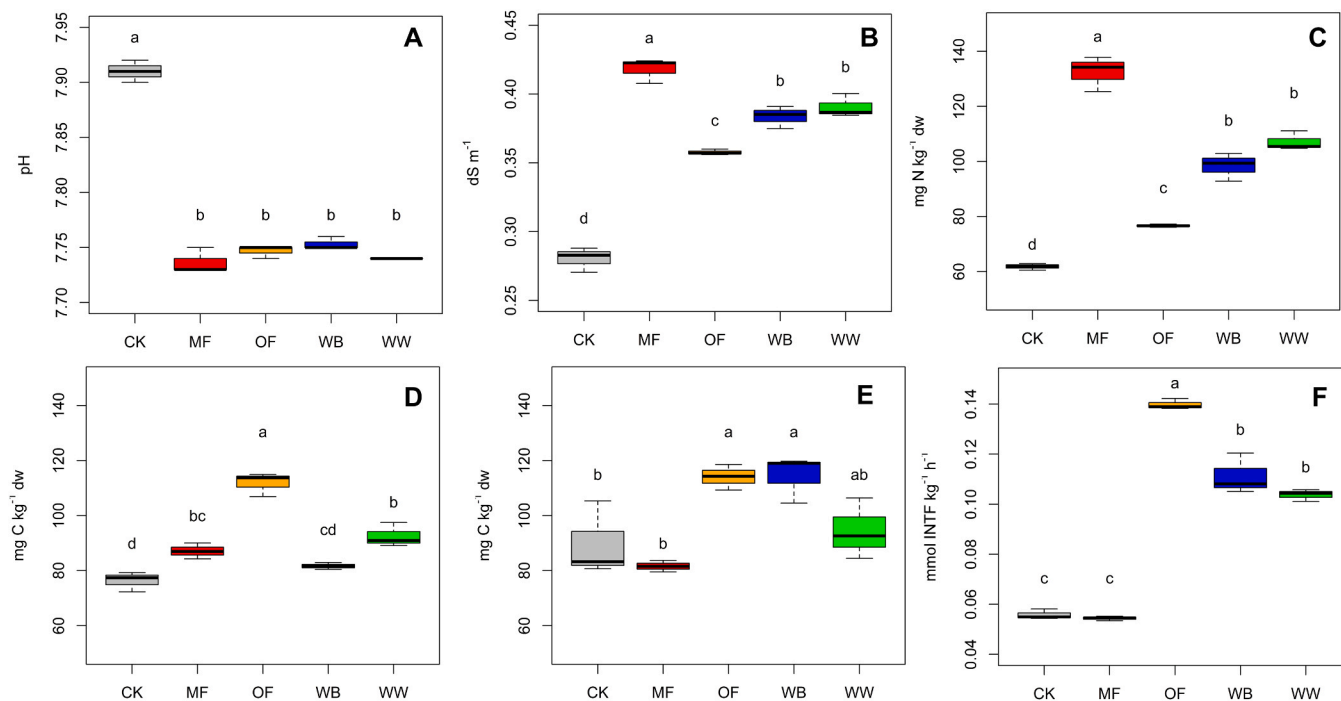 A
pH
7.95
7.90
7.85
7.80
7.75
7.70
a
b
b
b
b
CK MF OF WB WW
B
dS m⁻¹
0.45
0.40
0.35
0.30
0.25
d
a
c
b
b
CK MF OF WB WW
C
mg N kg⁻¹ dw
140
120
100
80
60
d
a
c
b
b
CK MF OF WB WW
D
mg C kg⁻¹ dw
140
120
100
80
60
d
bc
a
cd
b
CK MF OF WB WW
E
mg C kg⁻¹ dw
140
120
100
80
60
b
b
a
a
ab
CK MF OF WB WW
F
mmol INTF kg⁻¹ h⁻¹
0.14
0.12
0.10
0.08
0.06
0.04
c
c
a
b
b
CK MF OF WB WW